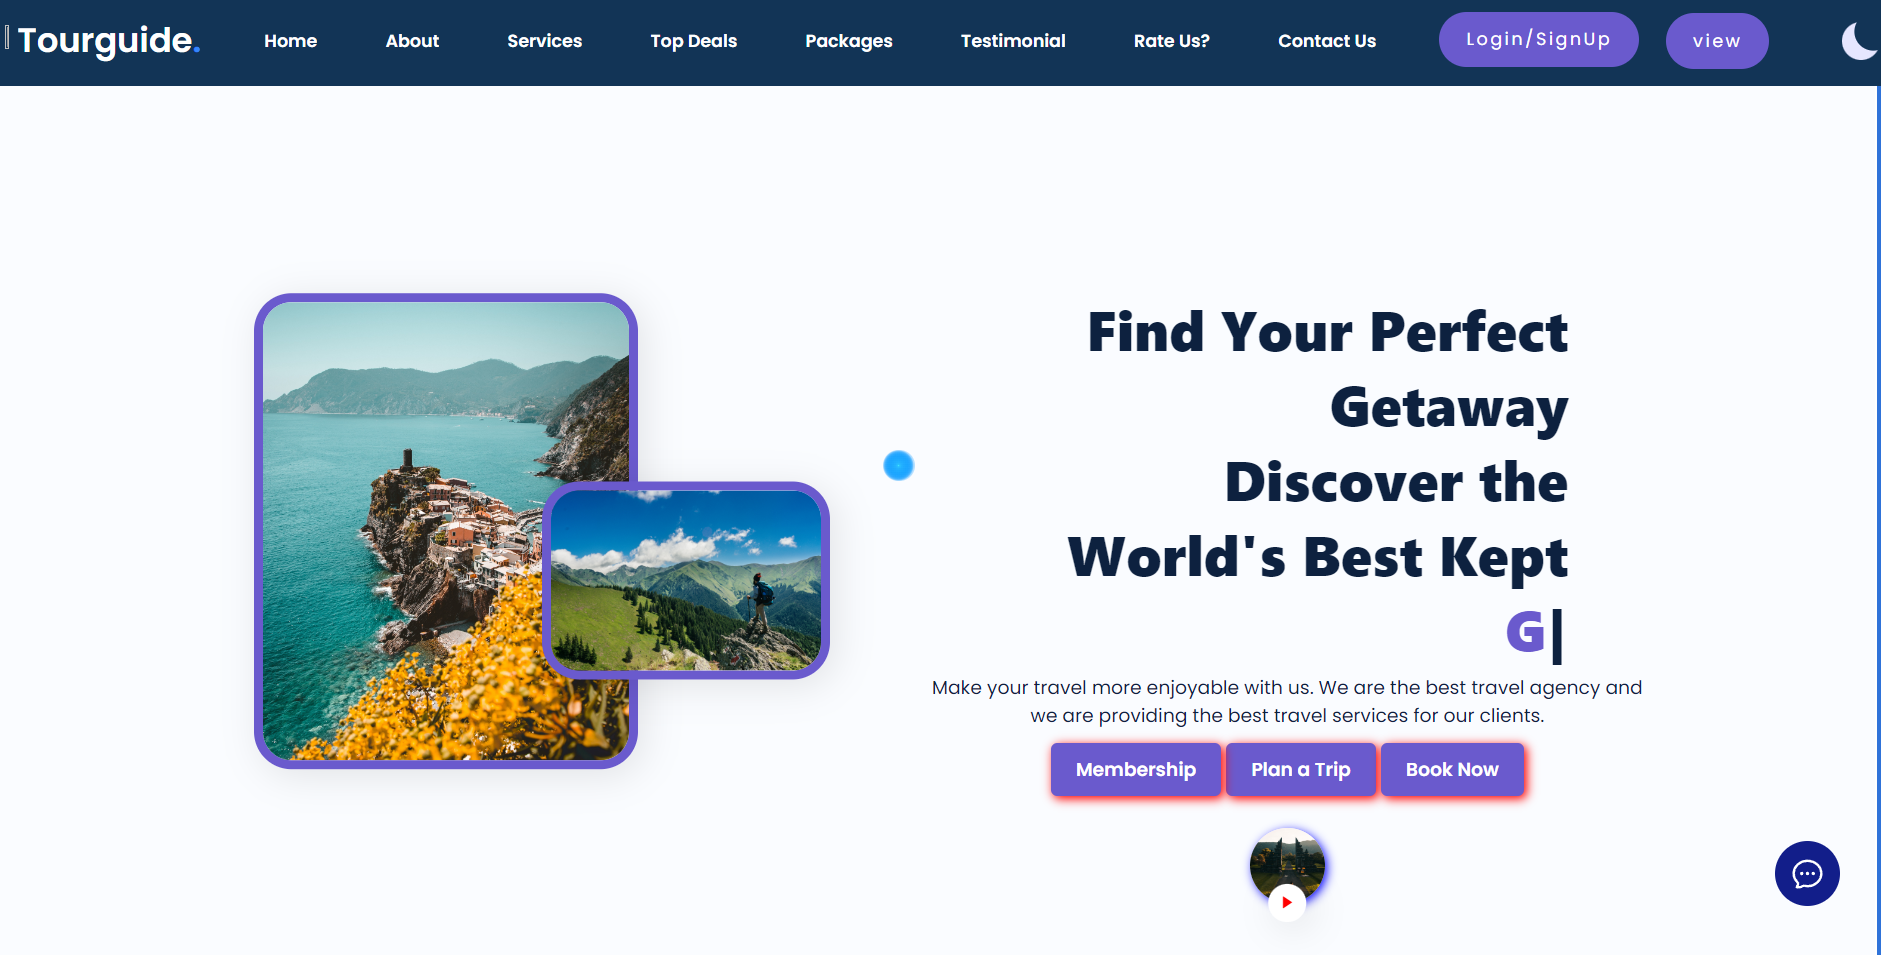 Tourguide.
Home
About
Services
Top Deals
Packages
Testimonial
Rate Us?
Contact Us
Login/SignUp
view
Find Your Perfect
Getaway
Discover the
World's Best Kept
G|
Make your travel more enjoyable with us. We are the best travel agency and
we are providing the best travel services for our clients.
Membership
Plan a Trip
Book Now